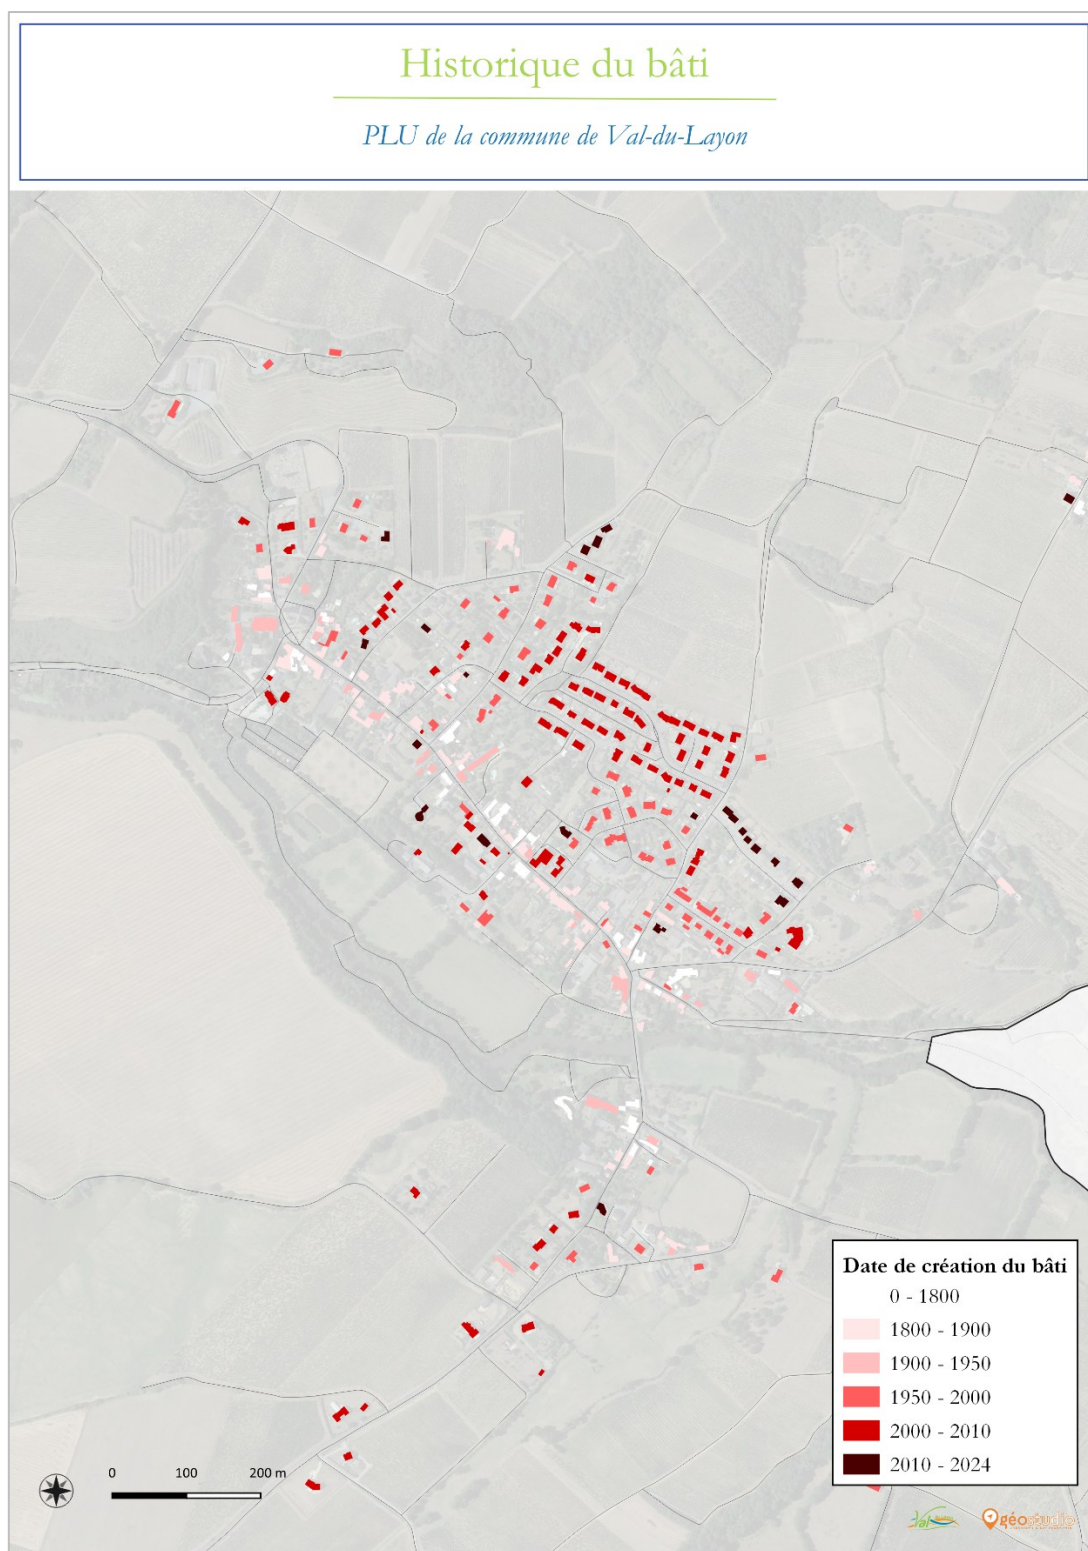 Historique du bâti
PLU de la commune de Val-du-Layon
Date de création du bâti
0 - 1800
1800 - 1900
1900 - 1950
1950 - 2000
2000 - 2010
2010 - 2024
0 100 200 m
Val
géostudio